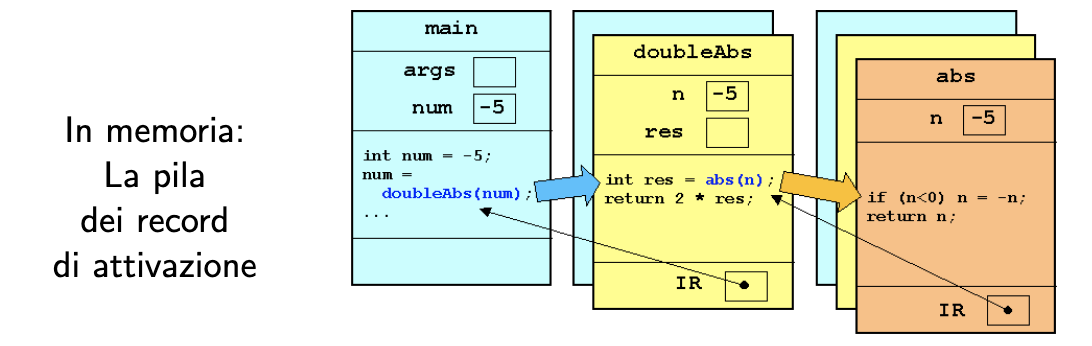 In memoria:
La pila
dei record
di attivazione
main
args
num -5
int num = -5;
num =
doubleAbs(num);
...
doubleAbs
n -5
res
int res = abs(n);
return 2 * res;
IR
abs
n -5
if (n<0) n = -n;
return n;
IR